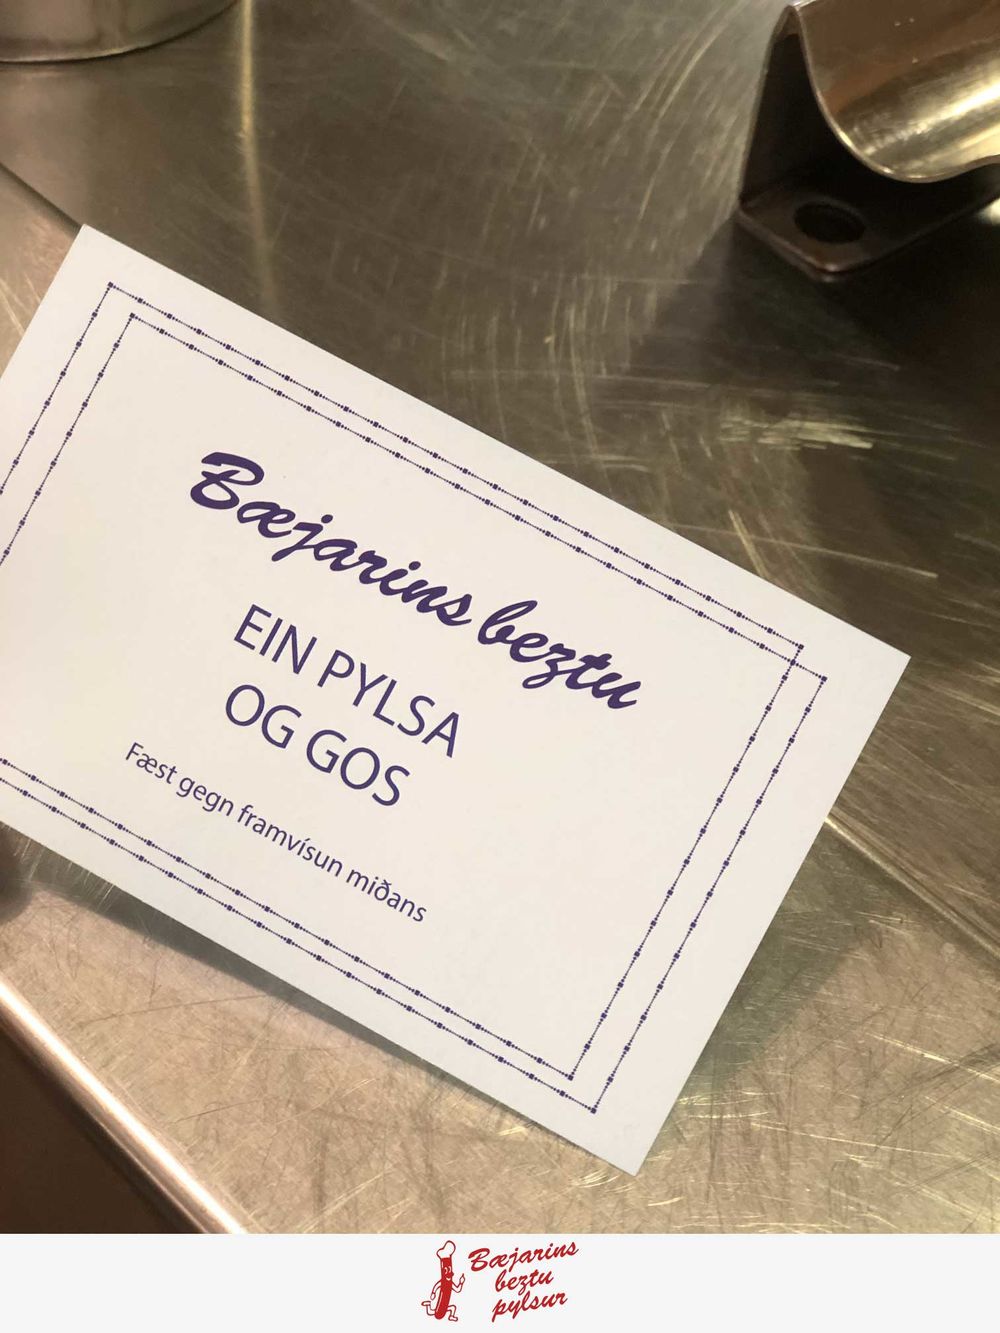 Bæjarins beztu
EIN PYLSA
OG GOS
Fæst gegn framvísun miðans
Bæjarins
beztu
pylsur